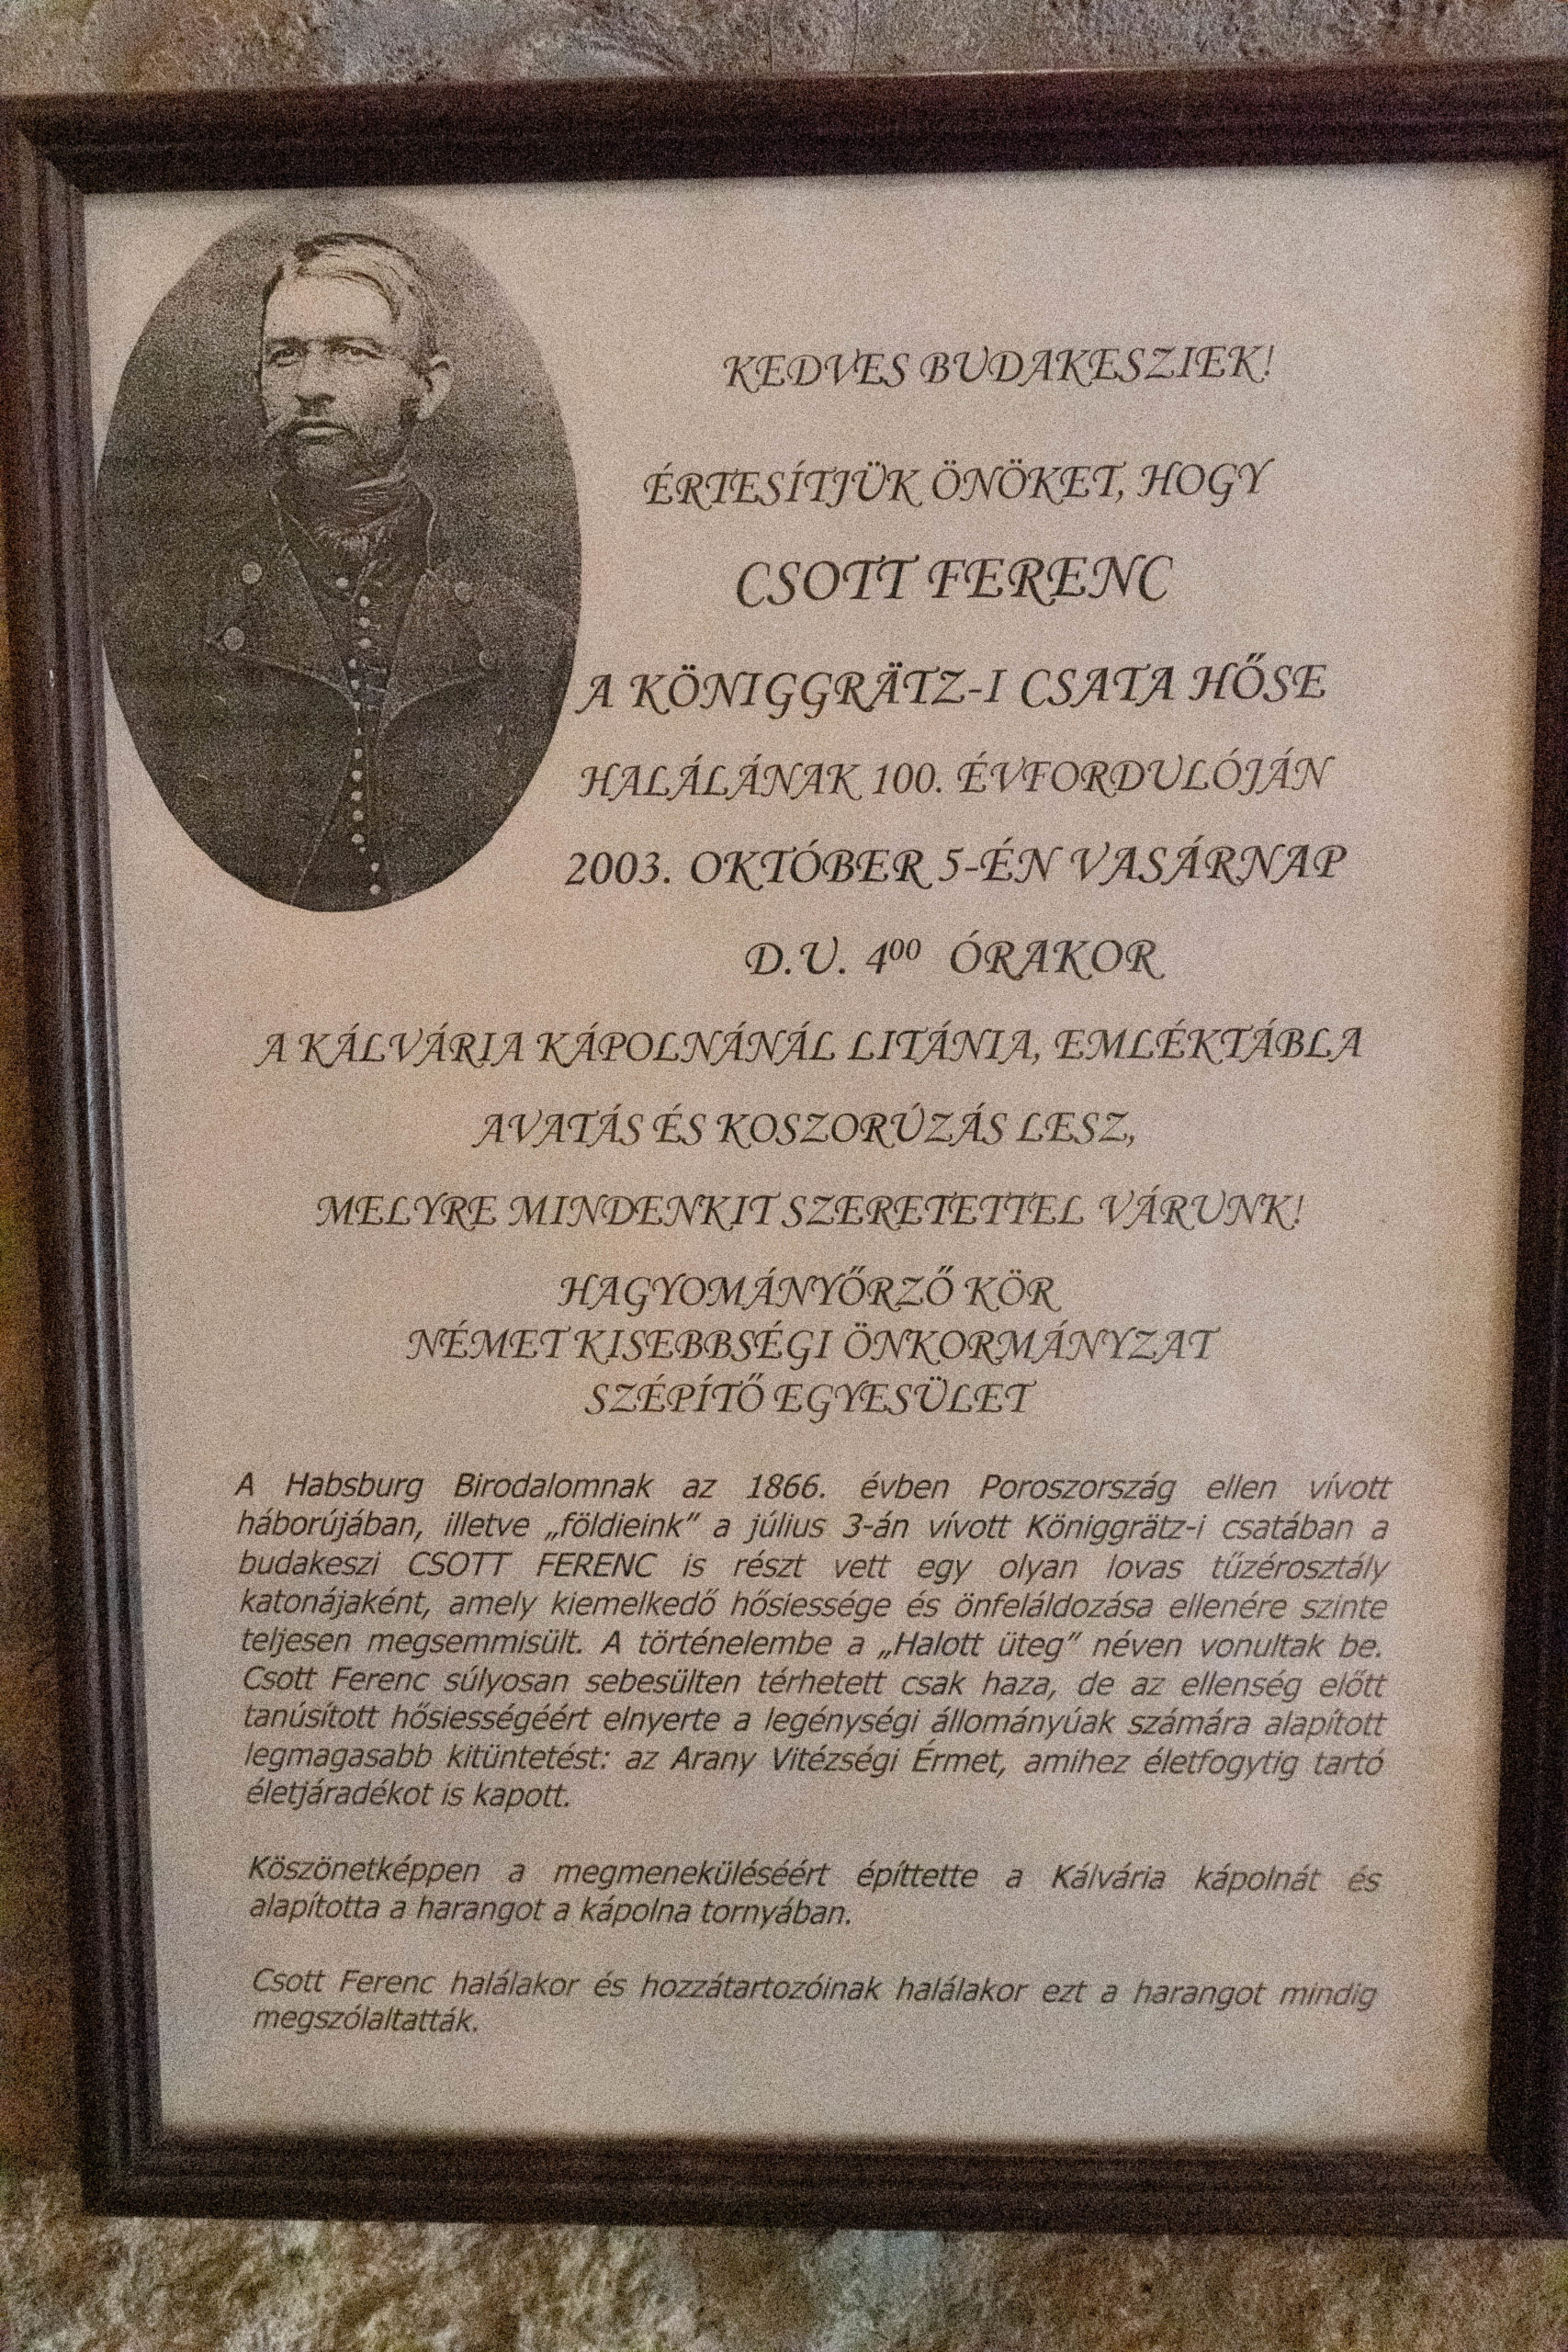 KEDVES BUDAKESZIEK!
ÉRTESÍTJÜK ÖNÖKET, HOGY
CSOTT FERENC
A KÖNIGGRÄTZ-I CSATA HŐSE
HALÁLÁNAK 100. ÉVFORDULÓJÁN
2003. OKTÓBER 5-ÉN VASÁRNAP
D.U. 4⁰⁰ ÓRAKOR
A KÁLVÁRIA KÁPOLNÁNÁL LITÁNIA, EMLÉKTÁBLA
AVATÁS ÉS KOSZORÚZÁS LESZ,
MELYRE MINDENKIT SZERETETTEL VÁRUNK!
HAGYOMÁNYŐRZŐ KÖR
NÉMET KISEBBSÉGI ÖNKORMÁNYZAT
SZÉPÍTŐ EGYESÜLET
A Habsburg Birodalomnak az 1866. évben Poroszország ellen vívott
háborújában, illetve „földieink” a július 3-án vívott Königgrätz-i csatában a
budakeszi CSOTT FERENC is részt vett egy olyan lovas tűzérosztály
katonájaként, amely kiemelkedő hősiessége és önfeláldozása ellenére szinte
teljesen megsemmisült. A történelembe a „Halott üteg” néven vonultak be.
Csott Ferenc súlyosan sebesülten térhetett csak haza, de az ellenség előtt
tanúsított hősiességéért elnyerte a legénységi állományúak számára alapított
legmagasabb kitüntetést: az Arany Vitézségi Érmet, amihez életfogytig tartó
életjáradékot is kapott.
Köszönetképpen a megmeneküléséért építtette a Kálvária kápolnát és
alapította a harangot a kápolna tornyában.
Csott Ferenc halálakor és hozzátartozóinak halálakor ezt a harangot mindig
megszólaltatták.